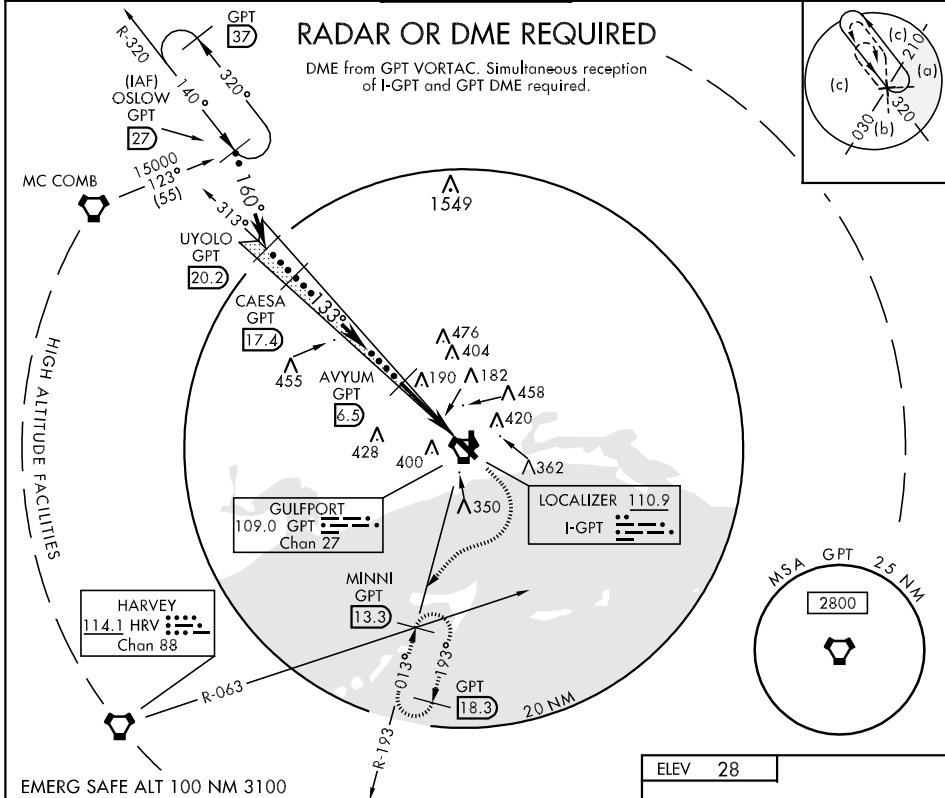 RADAR OR DME REQUIRED
DME from GPT VORTAC. Simultaneous reception
of I-GPT and GPT DME required.
GPT
37
R-320
(IAF)
OSLOW
GPT
27
140°
320°
15000
123°
(55)
MC COMB
160°
313°
UYOLO
GPT
20.2
133°
CAESA
GPT
17.4
455
AVYUM
GPT
6.5
1549
476
404
190
182
458
420
428
400
362
350
HIGH ALTITUDE FACILITIES
GULFPORT
109.0 GPT
Chan 27
LOCALIZER 110.9
I-GPT
MINNI
GPT
13.3
HARVEY
114.1 HRV
Chan 88
R-063
013°
193°
GPT
18.3
R-193
20 NM
MSA GPT 25 NM
2800
(c)
210
(a)
(c)
320
030
(b)
EMERG SAFE ALT 100 NM 3100
ELEV 28